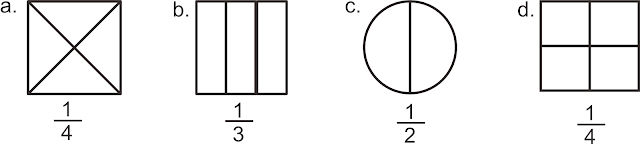 a. b. c. d.
1/4 1/3 1/2 1/4